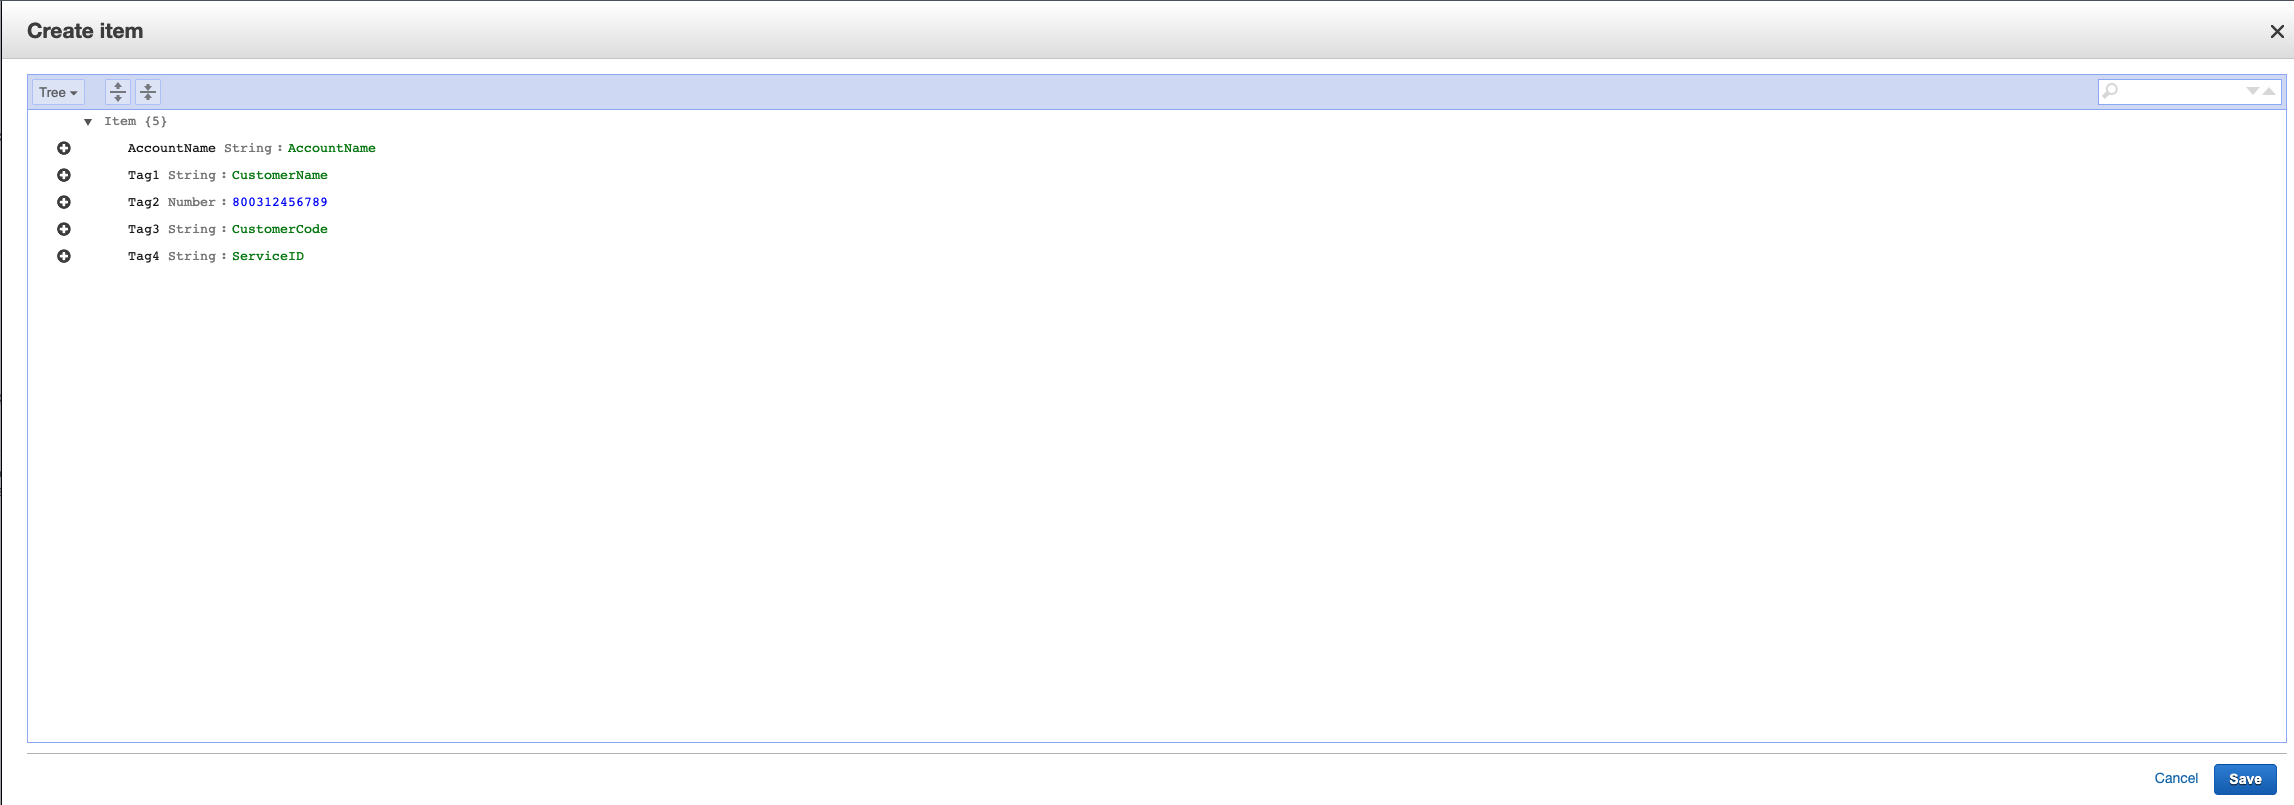 Create item
Tree
Item {5}
AccountName String : AccountName
Tag1 String : CustomerName
Tag2 Number : 800312456789
Tag3 String : CustomerCode
Tag4 String : ServiceID
Cancel Save